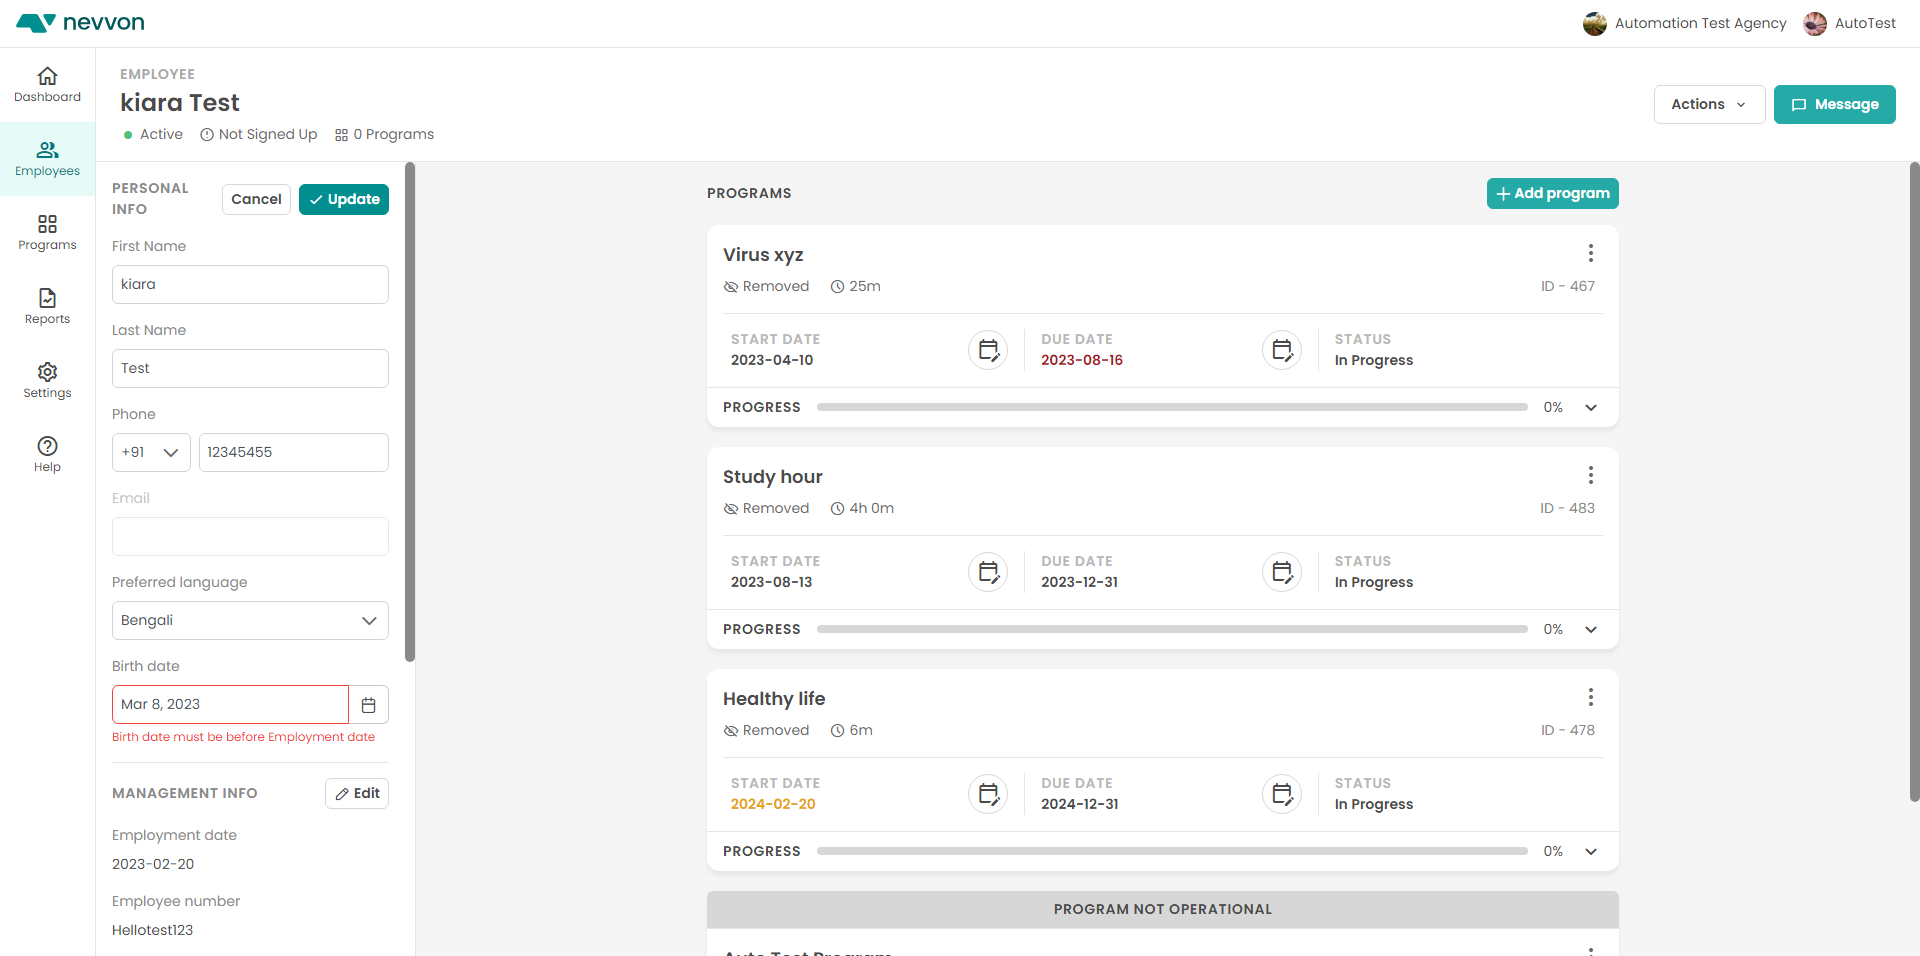 nevvon
Automation Test Agency
AutoTest
Dashboard
Employees
Programs
Reports
Settings
Help
EMPLOYEE
kiara Test
Active
Not Signed Up
0 Programs
Actions
Message
PERSONAL
INFO
Cancel
Update
First Name
kiara
Last Name
Test
Phone
+91
12345455
Email
Preferred language
Bengali
Birth date
Mar 8, 2023
Birth date must be before Employment date
MANAGEMENT INFO
Edit
Employment date
2023-02-20
Employee number
Hellotest123
PROGRAMS
Add program
Virus xyz
Removed 25m
ID - 467
START DATE
2023-04-10
DUE DATE
2023-08-16
STATUS
In Progress
PROGRESS 0%
Study hour
Removed 4h 0m
ID - 483
START DATE
2023-08-13
DUE DATE
2023-12-31
STATUS
In Progress
PROGRESS 0%
Healthy life
Removed 6m
ID - 478
START DATE
2024-02-20
DUE DATE
2024-12-31
STATUS
In Progress
PROGRESS 0%
PROGRAM NOT OPERATIONAL
Auto Test Program